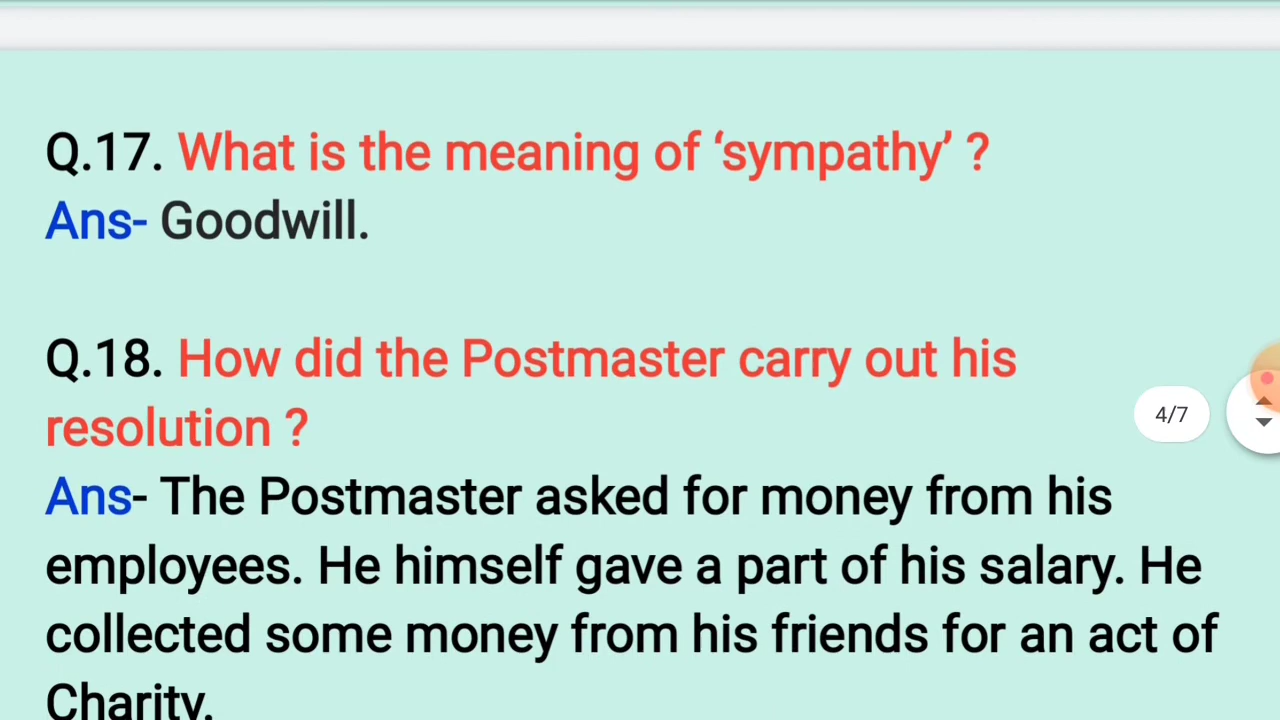 Q.17. What is the meaning of ‘sympathy’ ?
Ans- Goodwill.
Q.18. How did the Postmaster carry out his
resolution ?
4/7
Ans- The Postmaster asked for money from his
employees. He himself gave a part of his salary. He
collected some money from his friends for an act of
Charity.